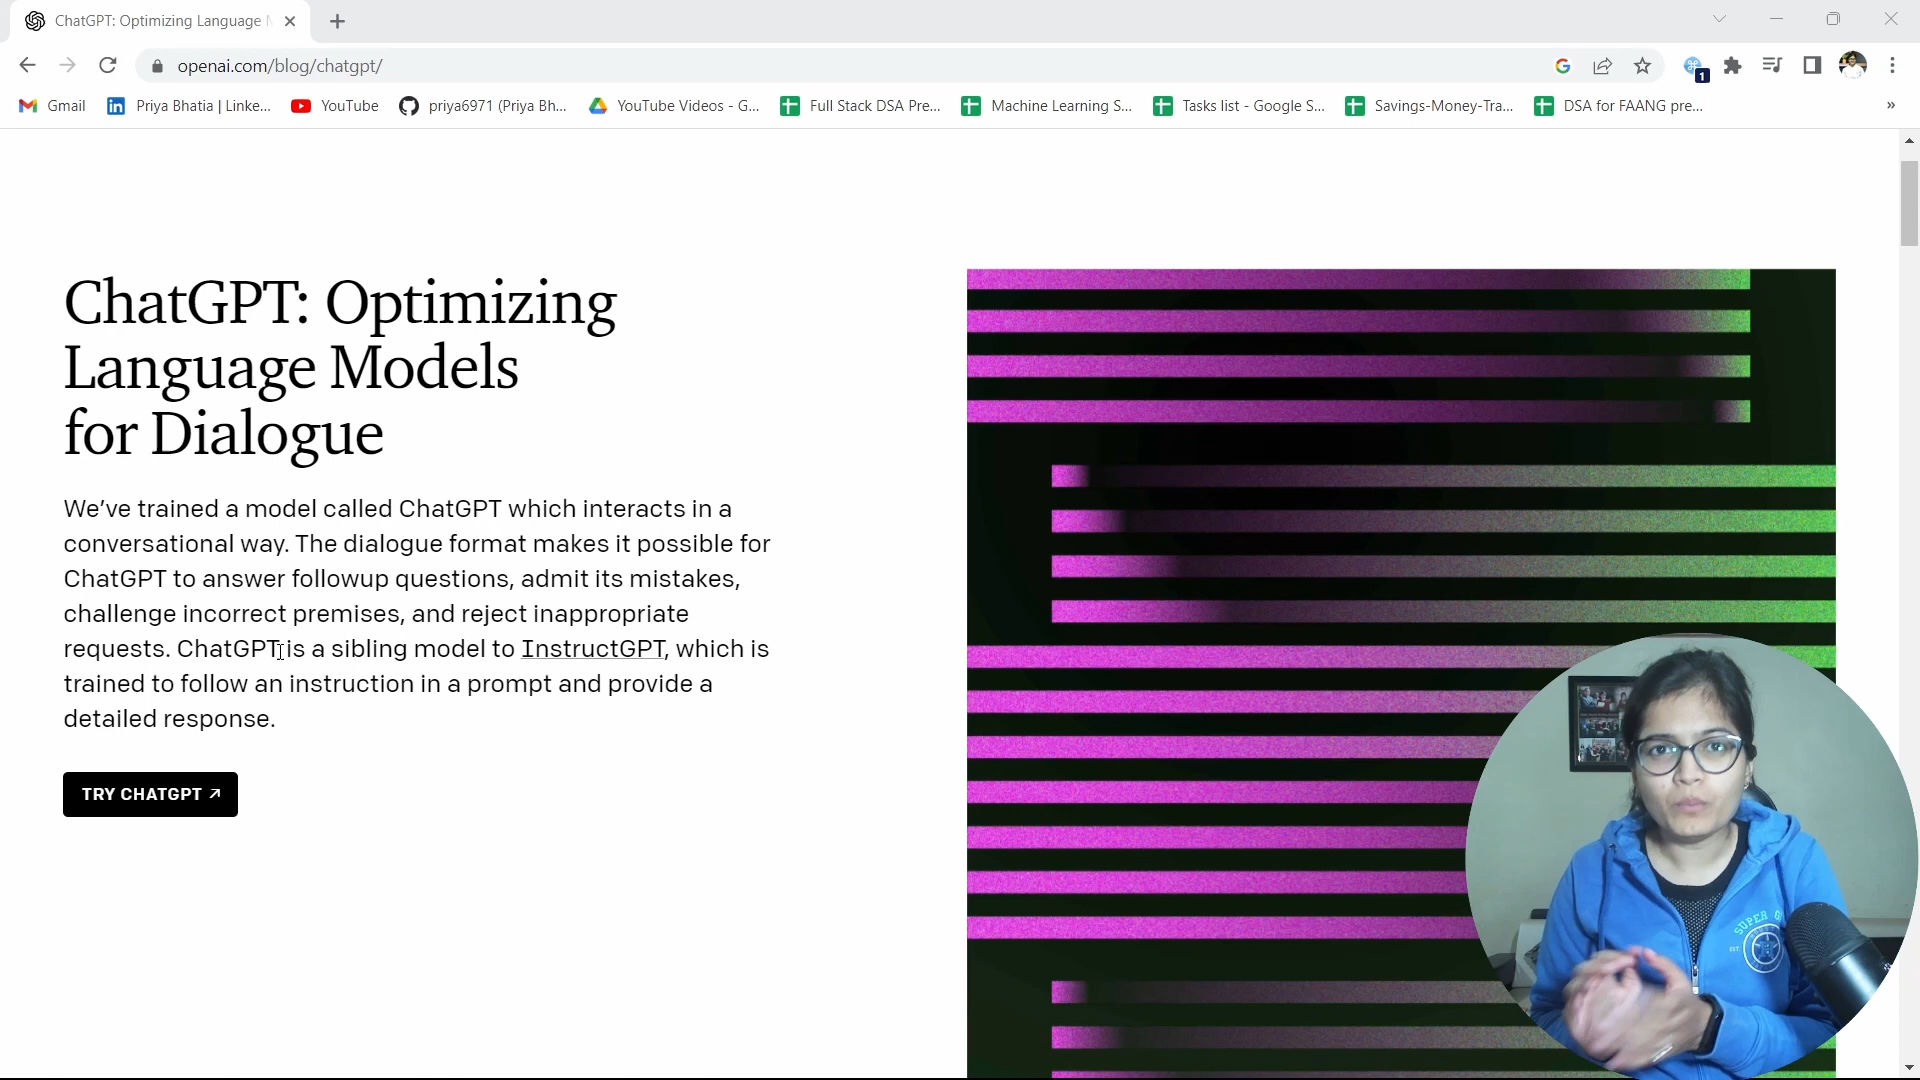 ChatGPT: Optimizing Language
openai.com/blog/chatgpt/
1
Gmail
Priya Bhatia | Linke...
YouTube
priya6971 (Priya Bh...
YouTube Videos - G...
Full Stack DSA Pre...
Machine Learning S...
Tasks list - Google S...
Savings-Money-Tra...
DSA for FAANG pre...
»
ChatGPT: Optimizing
Language Models
for Dialogue
We’ve trained a model called ChatGPT which interacts in a
conversational way. The dialogue format makes it possible for
ChatGPT to answer followup questions, admit its mistakes,
challenge incorrect premises, and reject inappropriate
requests. ChatGPT is a sibling model to InstructGPT, which is
trained to follow an instruction in a prompt and provide a
detailed response.
TRY CHATGPT ↗
SUPER
EST.